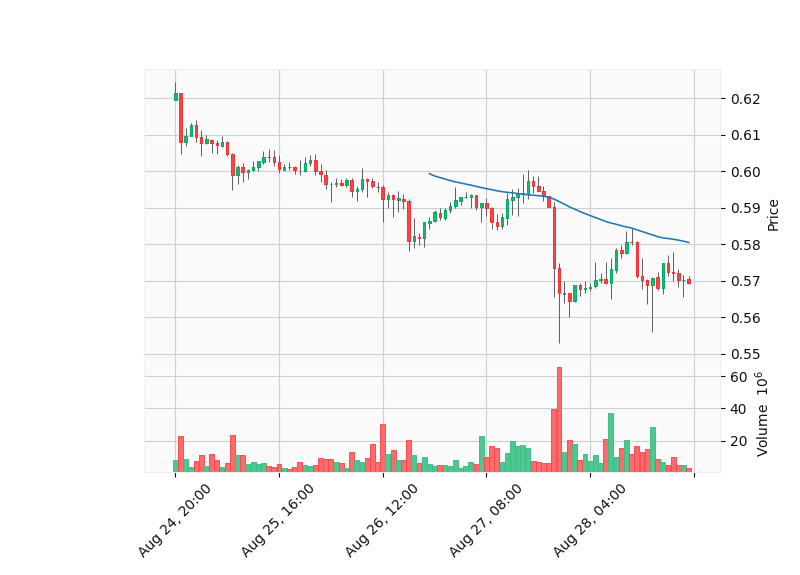 0.62
0.61
0.60
0.59
0.58
0.57
0.56
0.55
Price
60
40
20
Volume 10⁶
Aug 24, 20:00
Aug 25, 16:00
Aug 26, 12:00
Aug 27, 08:00
Aug 28, 04:00